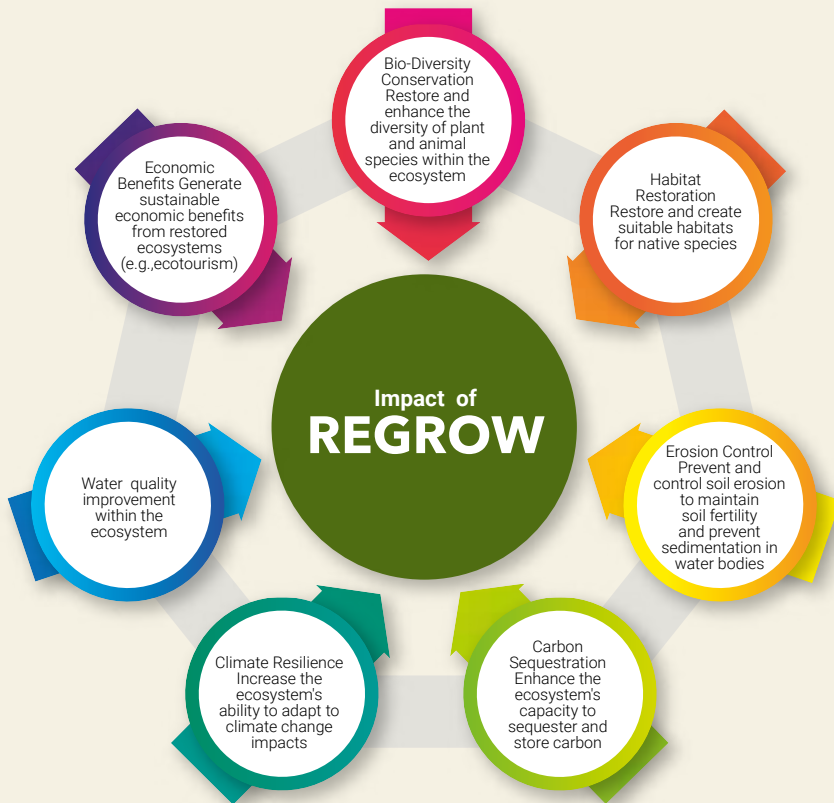 Bio-Diversity
Conservation
Restore and
enhance the
diversity of plant
and animal
species within the
ecosystem
Economic
Benefits Generate
sustainable
economic benefits
from restored
ecosystems
(e.g.,ecotourism)
Habitat
Restoration
Restore and create
suitable habitats
for native species
Impact of
REGROW
Water quality
improvement
within the
ecosystem
Erosion Control
Prevent and
control soil erosion
to maintain
soil fertility
and prevent
sedimentation in
water bodies
Climate Resilience
Increase the
ecosystem's
ability to adapt to
climate change
impacts
Carbon
Sequestration
Enhance the
ecosystem's
capacity to
sequester and
store carbon